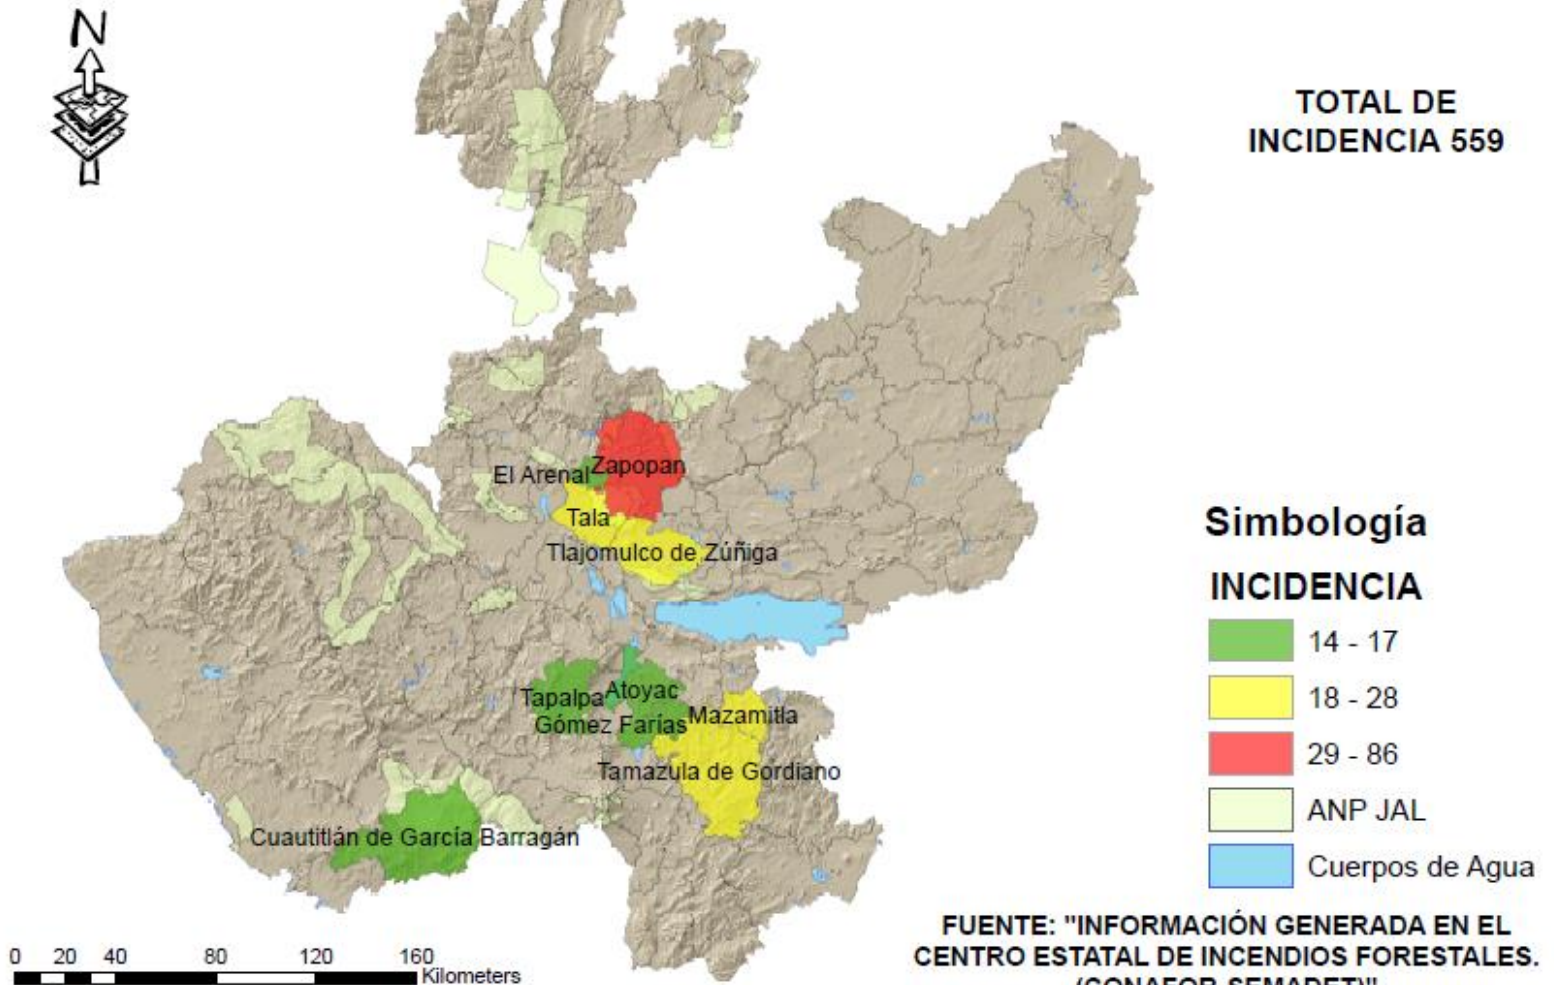 N
TOTAL DE
INCIDENCIA 559
El Arenal
Zapopan
Tala
Tlajomulco de Zúñiga
Tapalpa
Atoyac
Gómez Farías
Mazamitla
Tamazula de Gordiano
Cuautitlán de García Barragán
Simbología
INCIDENCIA
14 - 17
18 - 28
29 - 86
ANP JAL
Cuerpos de Agua
0 20 40 80 120 160
Kilometers
FUENTE: "INFORMACIÓN GENERADA EN EL
CENTRO ESTATAL DE INCENDIOS FORESTALES.
(CONAFOR-SEMADET)"